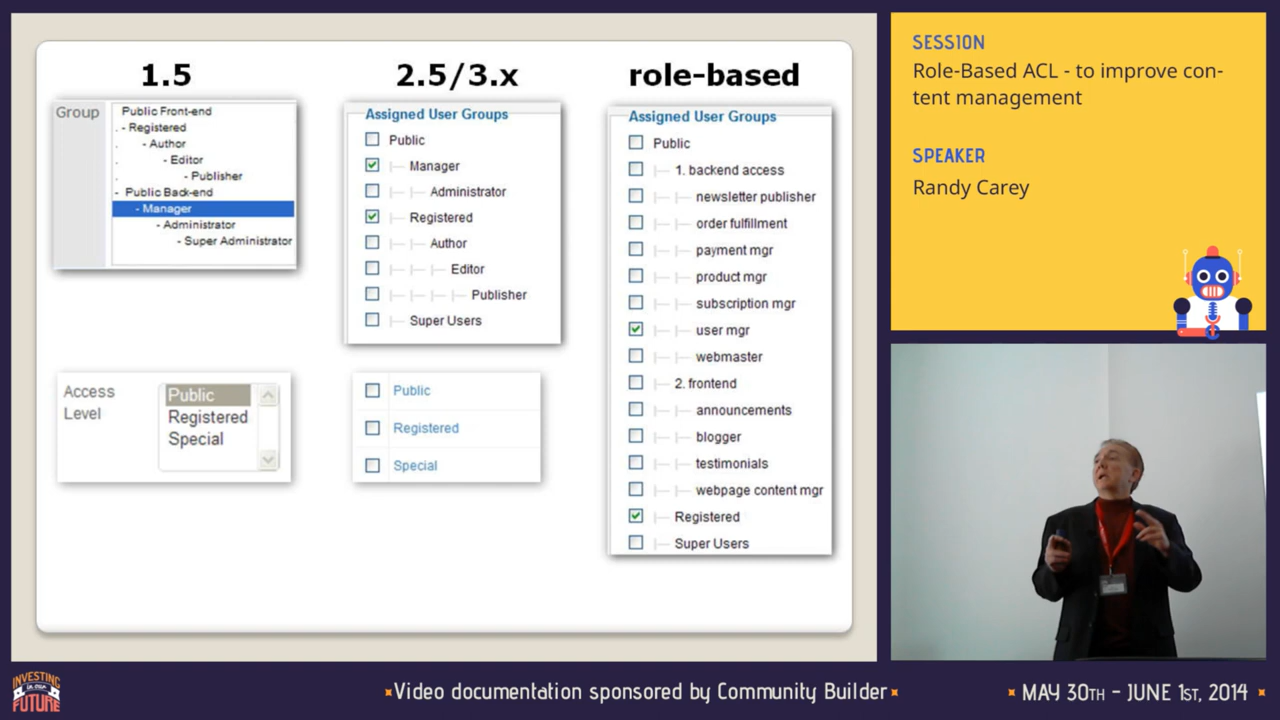 1.5
Group
Public Front-end
. - Registered
. - Author
. - Editor
. - Publisher
- Public Back-end
- Manager
- Administrator
- Super Administrator
Access
Level
Public
Registered
Special
2.5/3.x
Assigned User Groups
Public
Manager
Administrator
Registered
Author
Editor
Publisher
Super Users
Public
Registered
Special
role-based
Assigned User Groups
Public
1. backend access
newsletter publisher
order fulfillment
payment mgr
product mgr
subscription mgr
user mgr
webmaster
2. frontend
announcements
blogger
testimonials
webpage content mgr
Registered
Super Users
SESSION
Role-Based ACL - to improve con-
tent management
SPEAKER
Randy Carey
INVESTING
IN OUR
FUTURE
Video documentation sponsored by Community Builder
MAY 30TH - JUNE 1ST, 2014